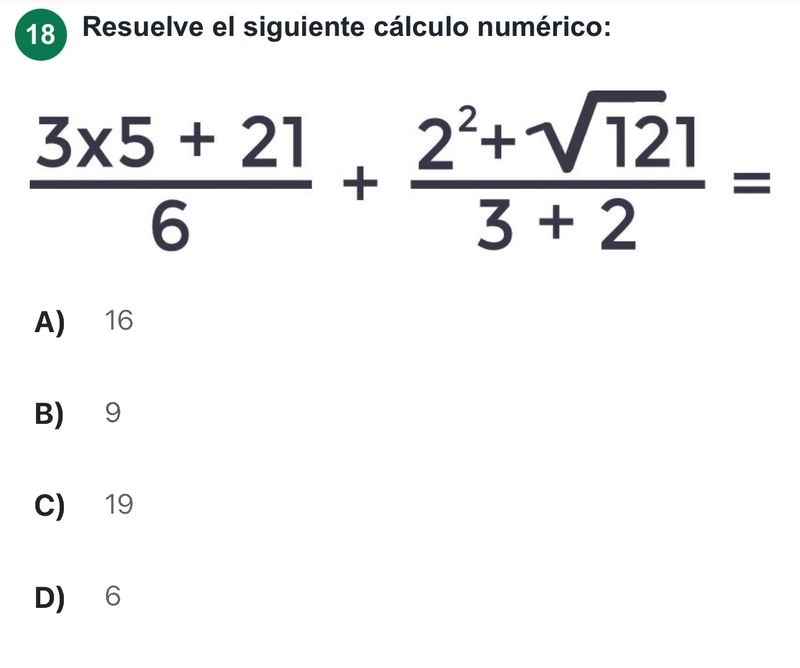 18 Resuelve el siguiente cálculo numérico:
3x5 + 21 + 2²+√121 =
6 3 + 2
A) 16
B) 9
C) 19
D) 6